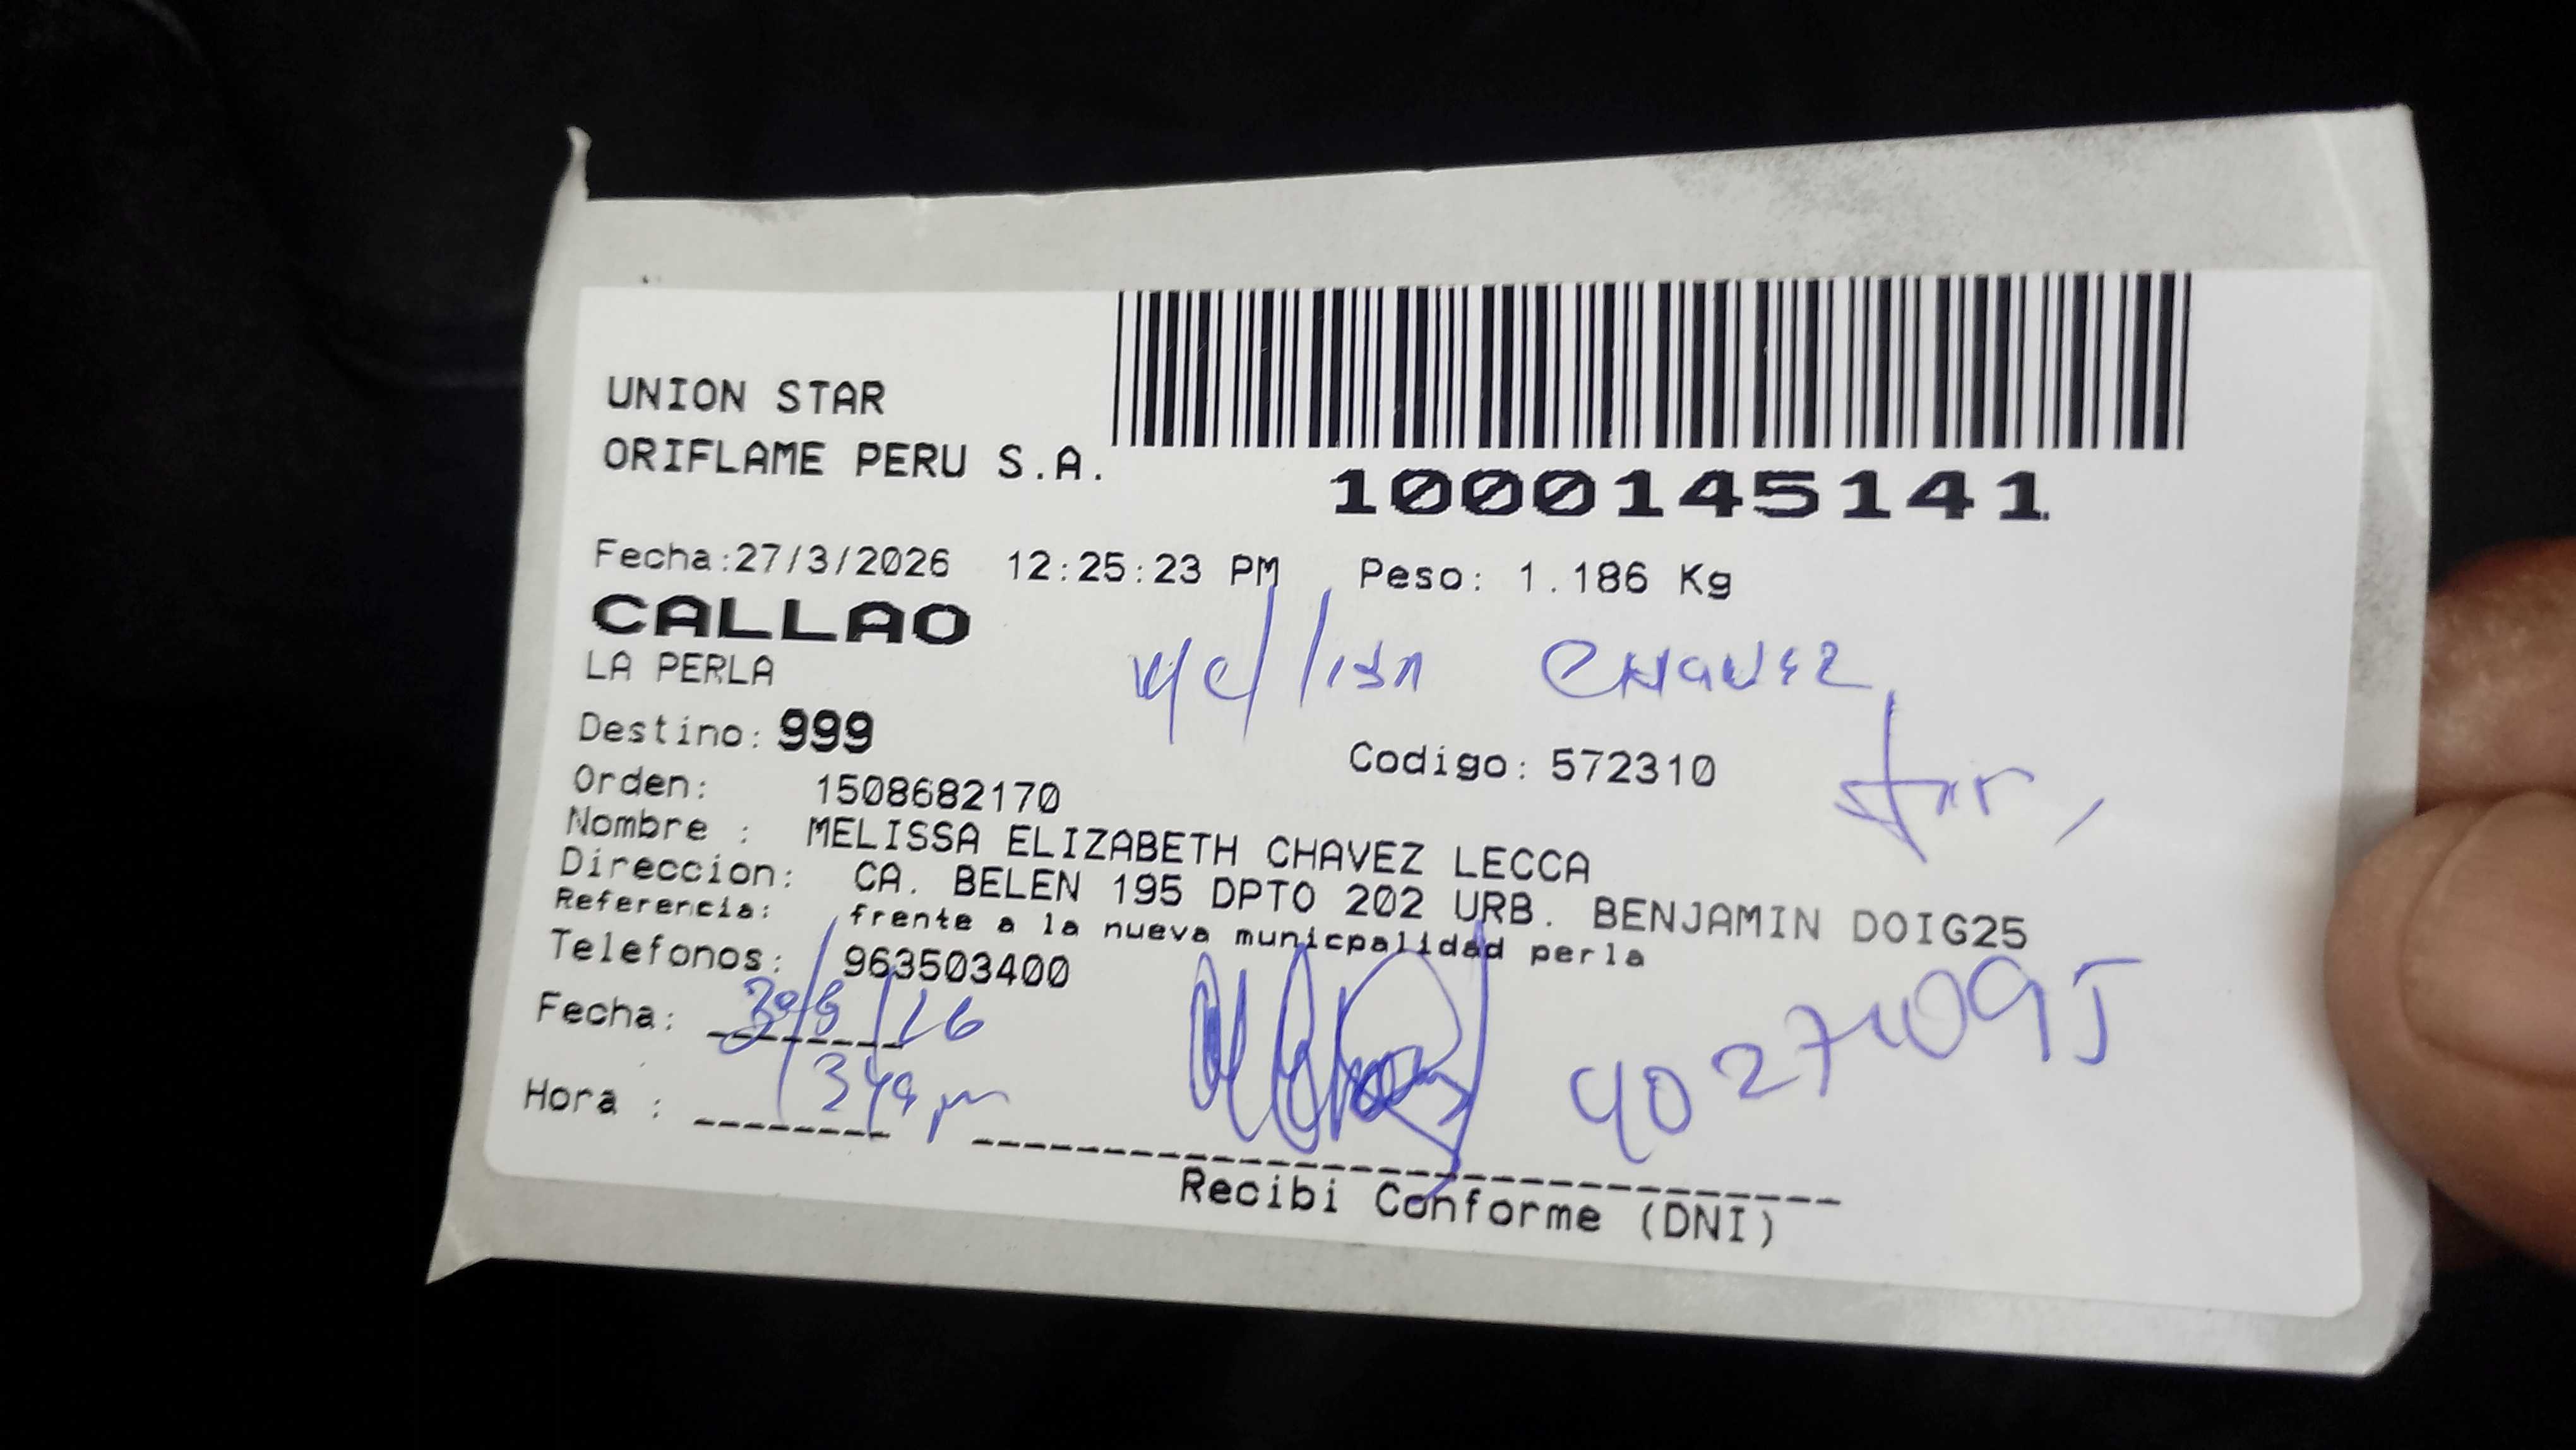 UNION STAR
ORIFLAME PERU S.A.
1000145141
Fecha:27/3/2026 12:25:23 PM Peso: 1.186 Kg
CALLAO
LA PERLA
CHAVEZ
Destino: 999
Codigo: 572310
Orden: 1508682170
Nombre : MELISSA ELIZABETH CHAVEZ LECCA
Direccion: CA. BELEN 195 DPTO 202 URB. BENJAMIN DOIG25
Referencia: frente a la nueva municpalidad perla
Telefonos: 963503400
Fecha:
Hora :
Recibi Conforme (DNI)